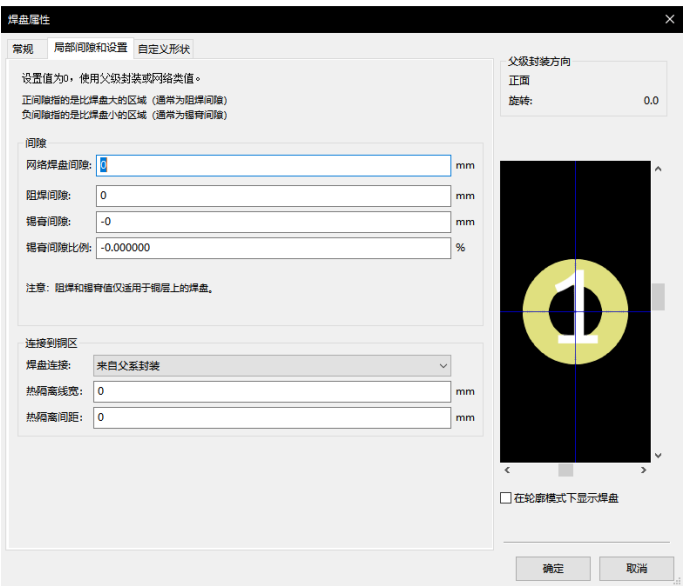 焊盘属性
常规 局部间隙和设置 自定义形状
设置值为0，使用父级封装或网络类值。
正间隙指的是比焊盘大的区域（通常为阻焊间隙）
负间隙指的是比焊盘小的区域（通常为锡膏间隙）
间隙
网络焊盘间隙: 0 mm
阻焊间隙: 0 mm
锡膏间隙: -0 mm
锡膏间隙比例: -0.000000 %
注意：阻焊和锡膏值仅适用于铜层上的焊盘。
连接到铜区
焊盘连接: 来自父系封装
热隔离线宽: 0 mm
热隔离间距: 0 mm
父级封装方向
正面
旋转: 0.0
1
在轮廓模式下显示焊盘
确定 取消